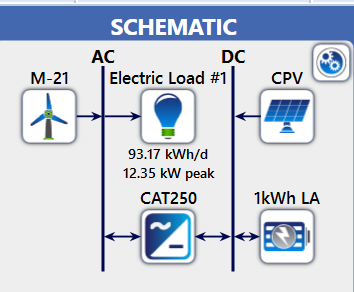 SCHEMATIC
AC DC
M-21 Electric Load #1 CPV
93.17 kWh/d
12.35 kW peak
CAT250 1kWh LA